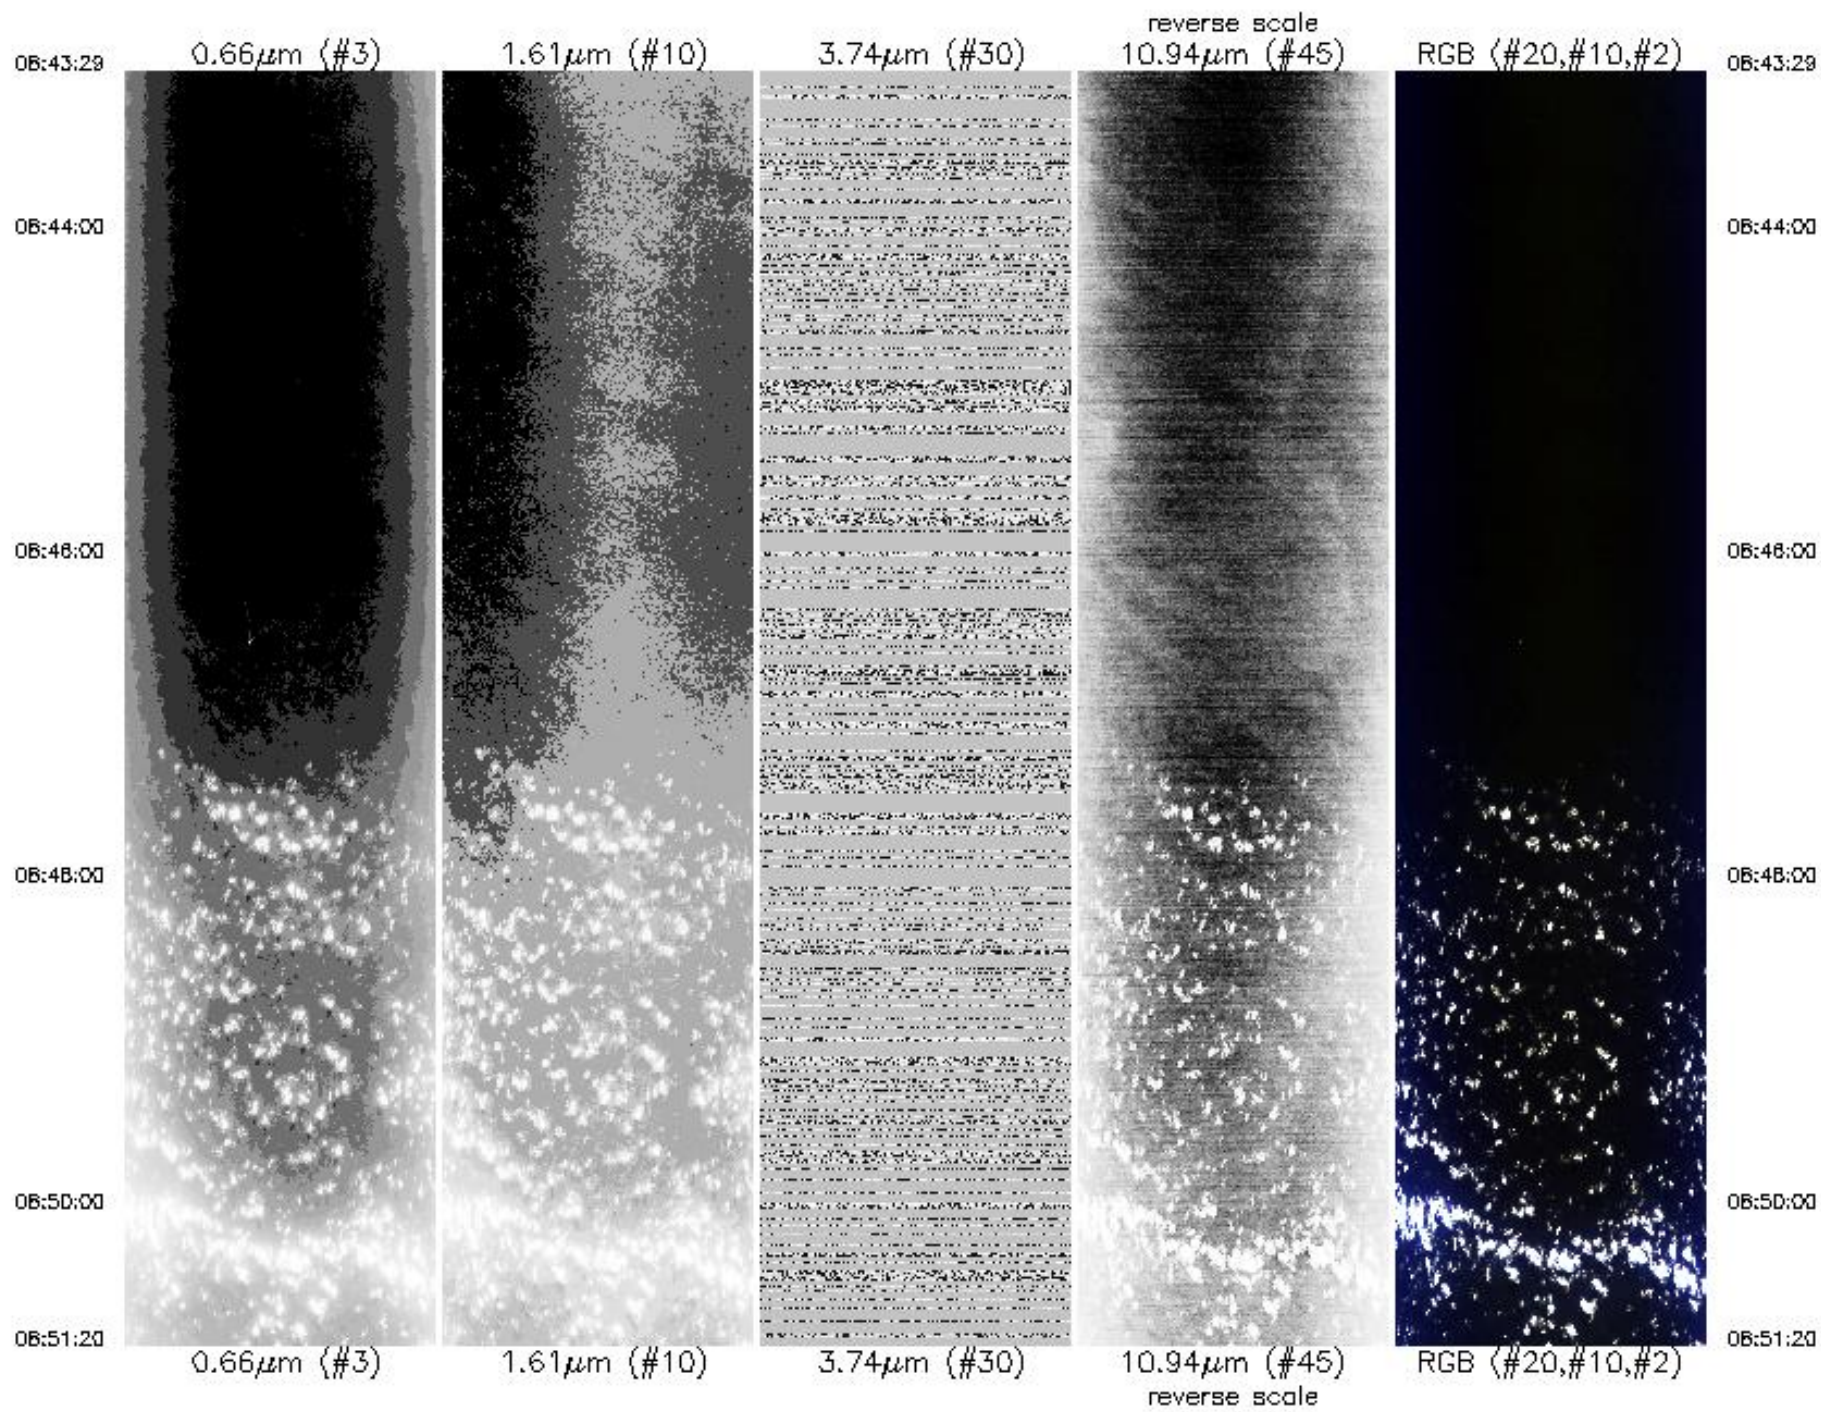 reverse scale
0.66μm (#3) 1.61μm (#10) 3.74μm (#30) 10.94μm (#45) RGB (#20,#10,#2)
06:43:29 06:43:29
06:44:00 06:44:00
06:46:00 06:46:00
06:48:00 06:48:00
06:50:00 06:50:00
06:51:20 06:51:20
0.66μm (#3) 1.61μm (#10) 3.74μm (#30) 10.94μm (#45) RGB (#20,#10,#2)
reverse scale